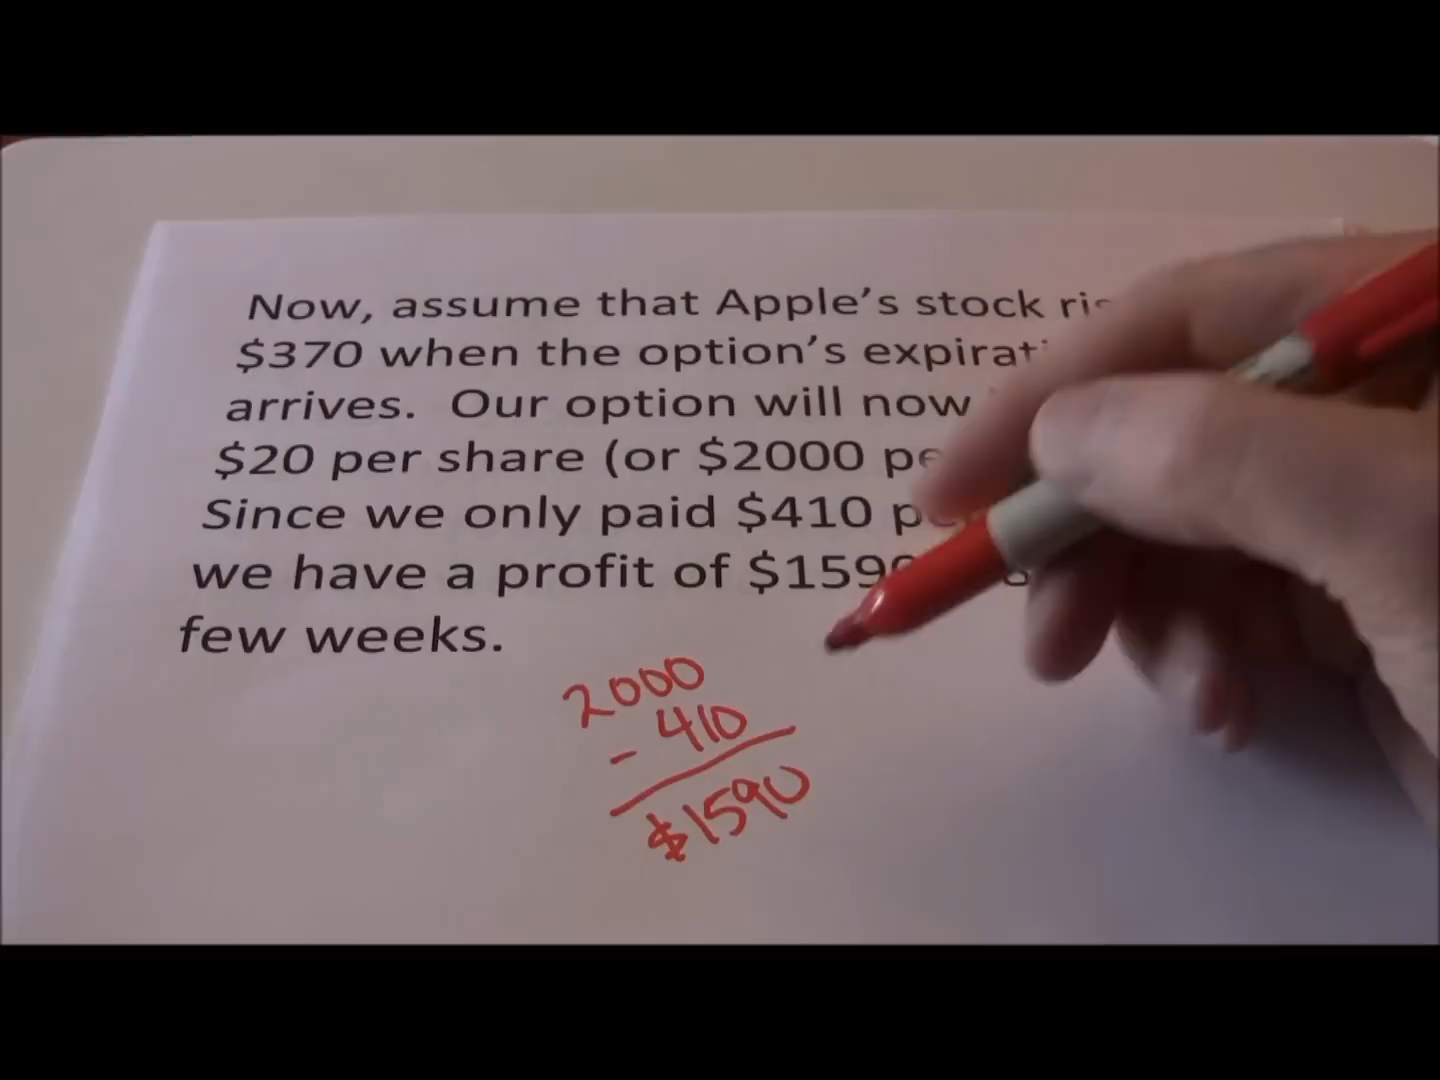 Now, assume that Apple's stock
$370 when the option's
arrives. Our option will now
$20 per share (or $2000
Since we only paid $410
we have a profit of
few weeks.
2000
- 410
$1590